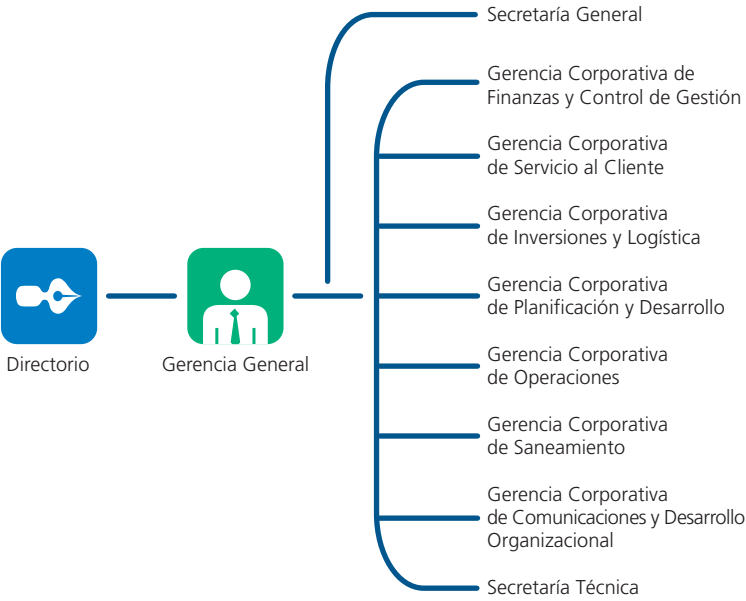 Directorio
Gerencia General
Secretaría General
Gerencia Corporativa de
Finanzas y Control de Gestión
Gerencia Corporativa
de Servicio al Cliente
Gerencia Corporativa
de Inversiones y Logística
Gerencia Corporativa
de Planificación y Desarrollo
Gerencia Corporativa
de Operaciones
Gerencia Corporativa
de Saneamiento
Gerencia Corporativa
de Comunicaciones y Desarrollo
Organizacional
Secretaría Técnica